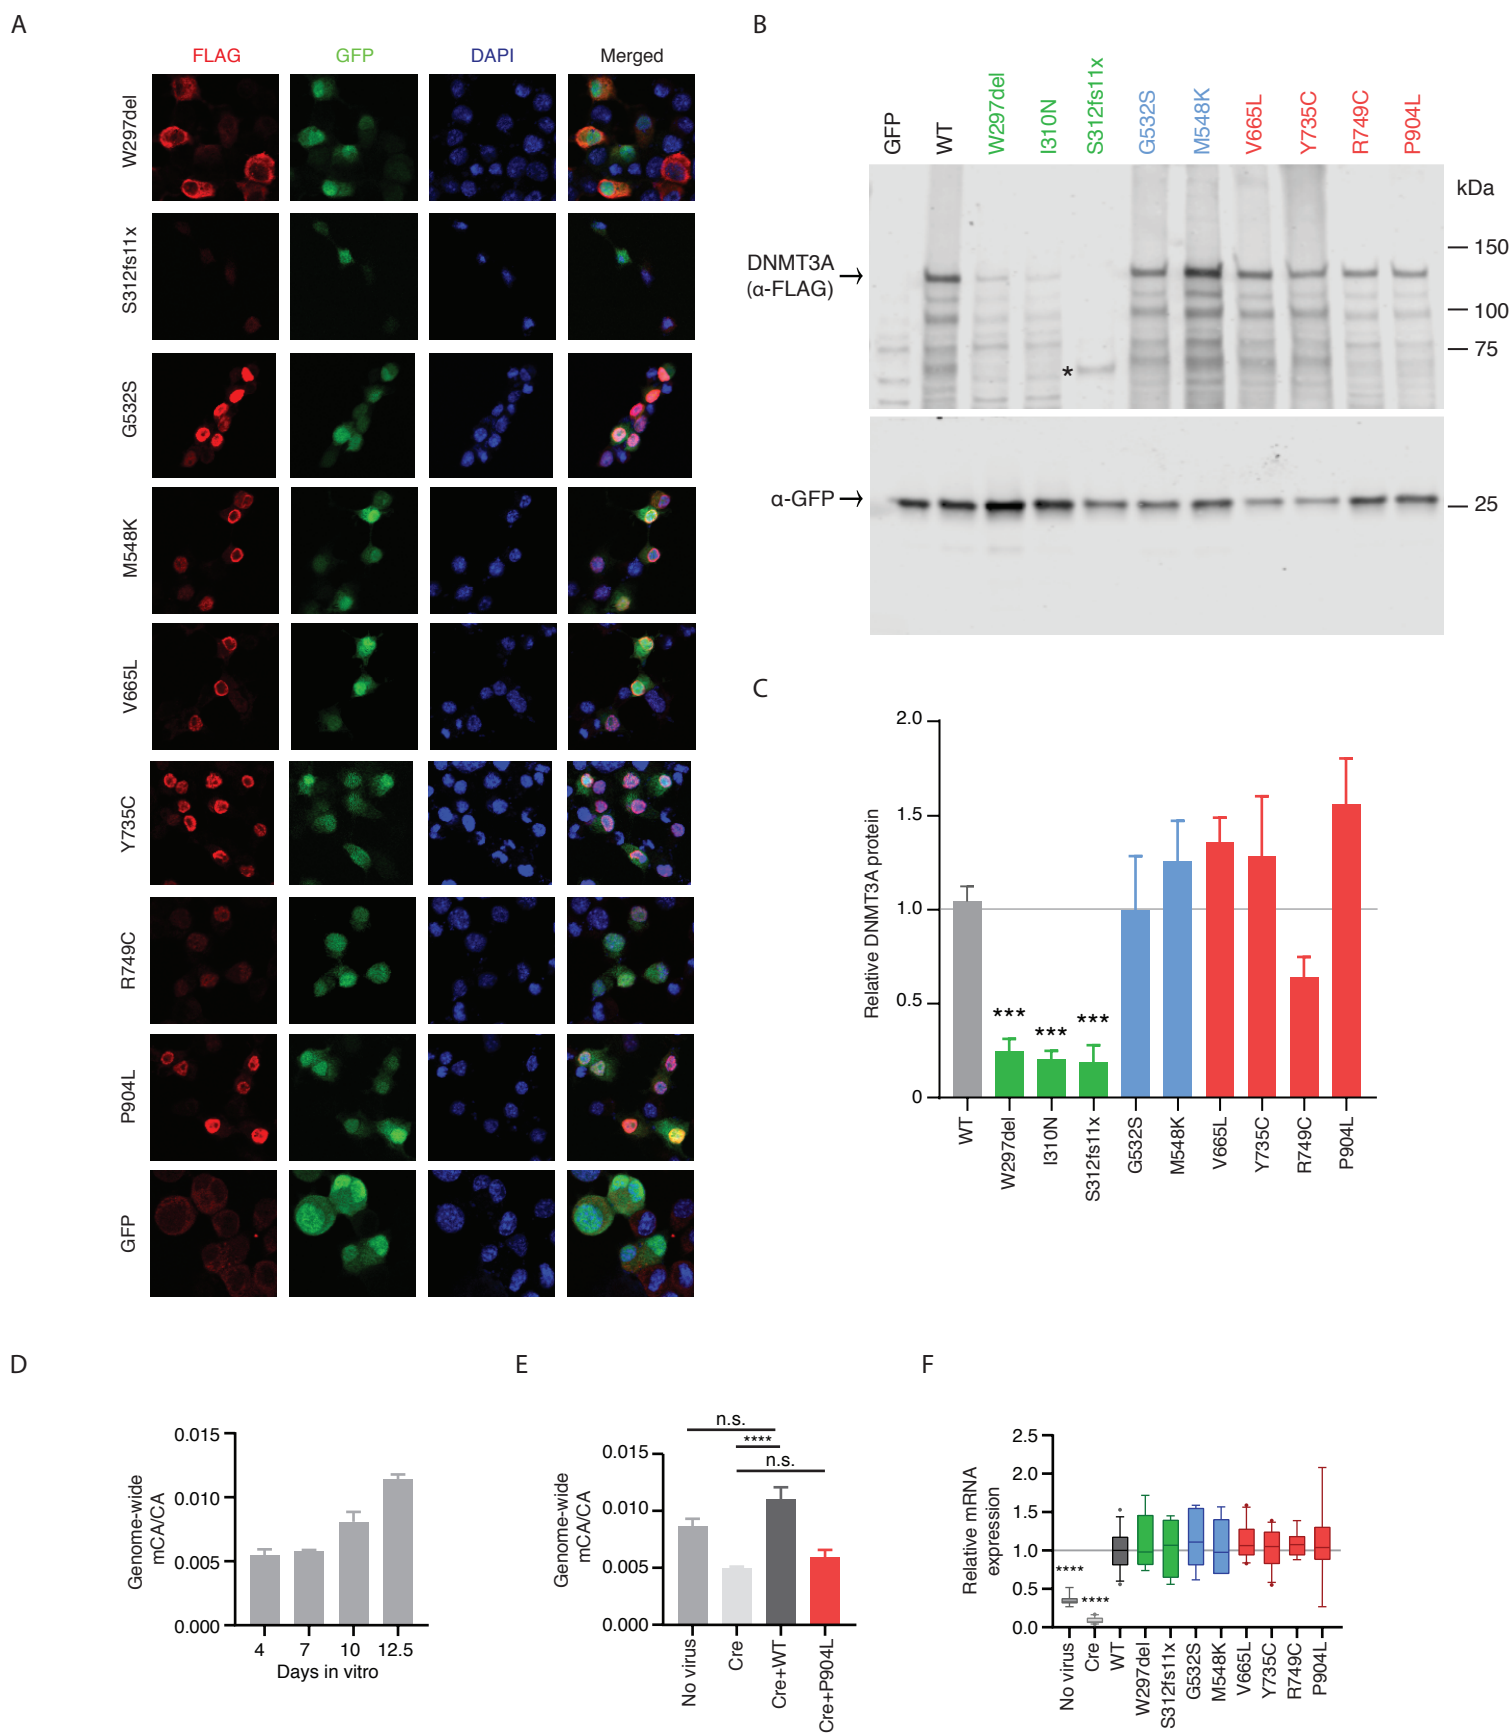 A
FLAG GFP DAPI Merged
W297del
S312fs11x
G532S
M548K
V665L
Y735C
R749C
P904L
GFP
B
GFP WT W297del I310N S312fs11x G532S M548K V665L Y735C R749C P904L
kDa
150
DNMT3A
(α-FLAG)
100
75
*
α-GFP
25
C
Relative DNMT3A protein
2.0
1.5
1.0
0.5
0
*** *** ***
WT W297del I310N S312fs11x G532S M548K V665L Y735C R749C P904L
D
Genome-wide
mCA/CA
0.015
0.010
0.005
0.000
4 7 10 12.5
Days in vitro
E
Genome-wide
mCA/CA
n.s.
****
n.s.
0.015
0.010
0.005
0.000
No virus Cre Cre+WT Cre+P904L
F
Relative mRNA
expression
2.5
2.0
1.5
1.0
0.5
0.0
****
****
No virus Cre WT W297del S312fs11x G532S M548K V665L Y735C R749C P904L